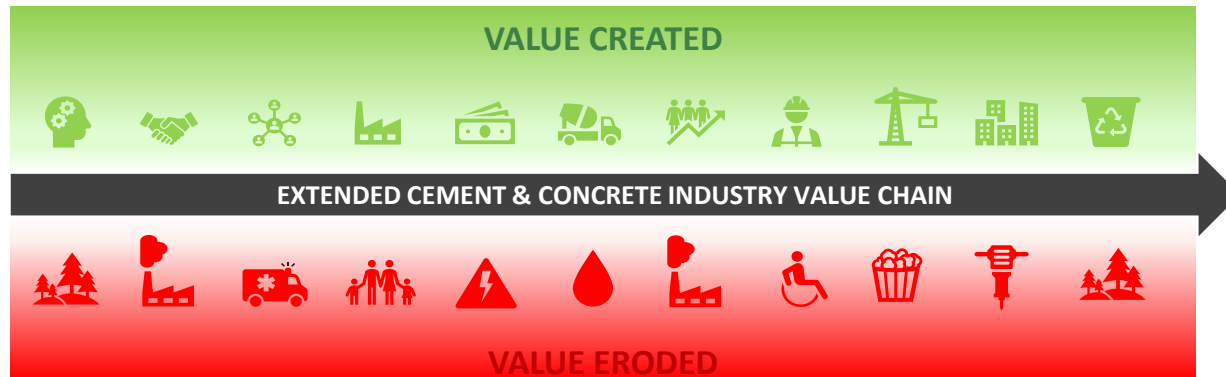 VALUE CREATED
EXTENDED CEMENT & CONCRETE INDUSTRY VALUE CHAIN
VALUE ERODED